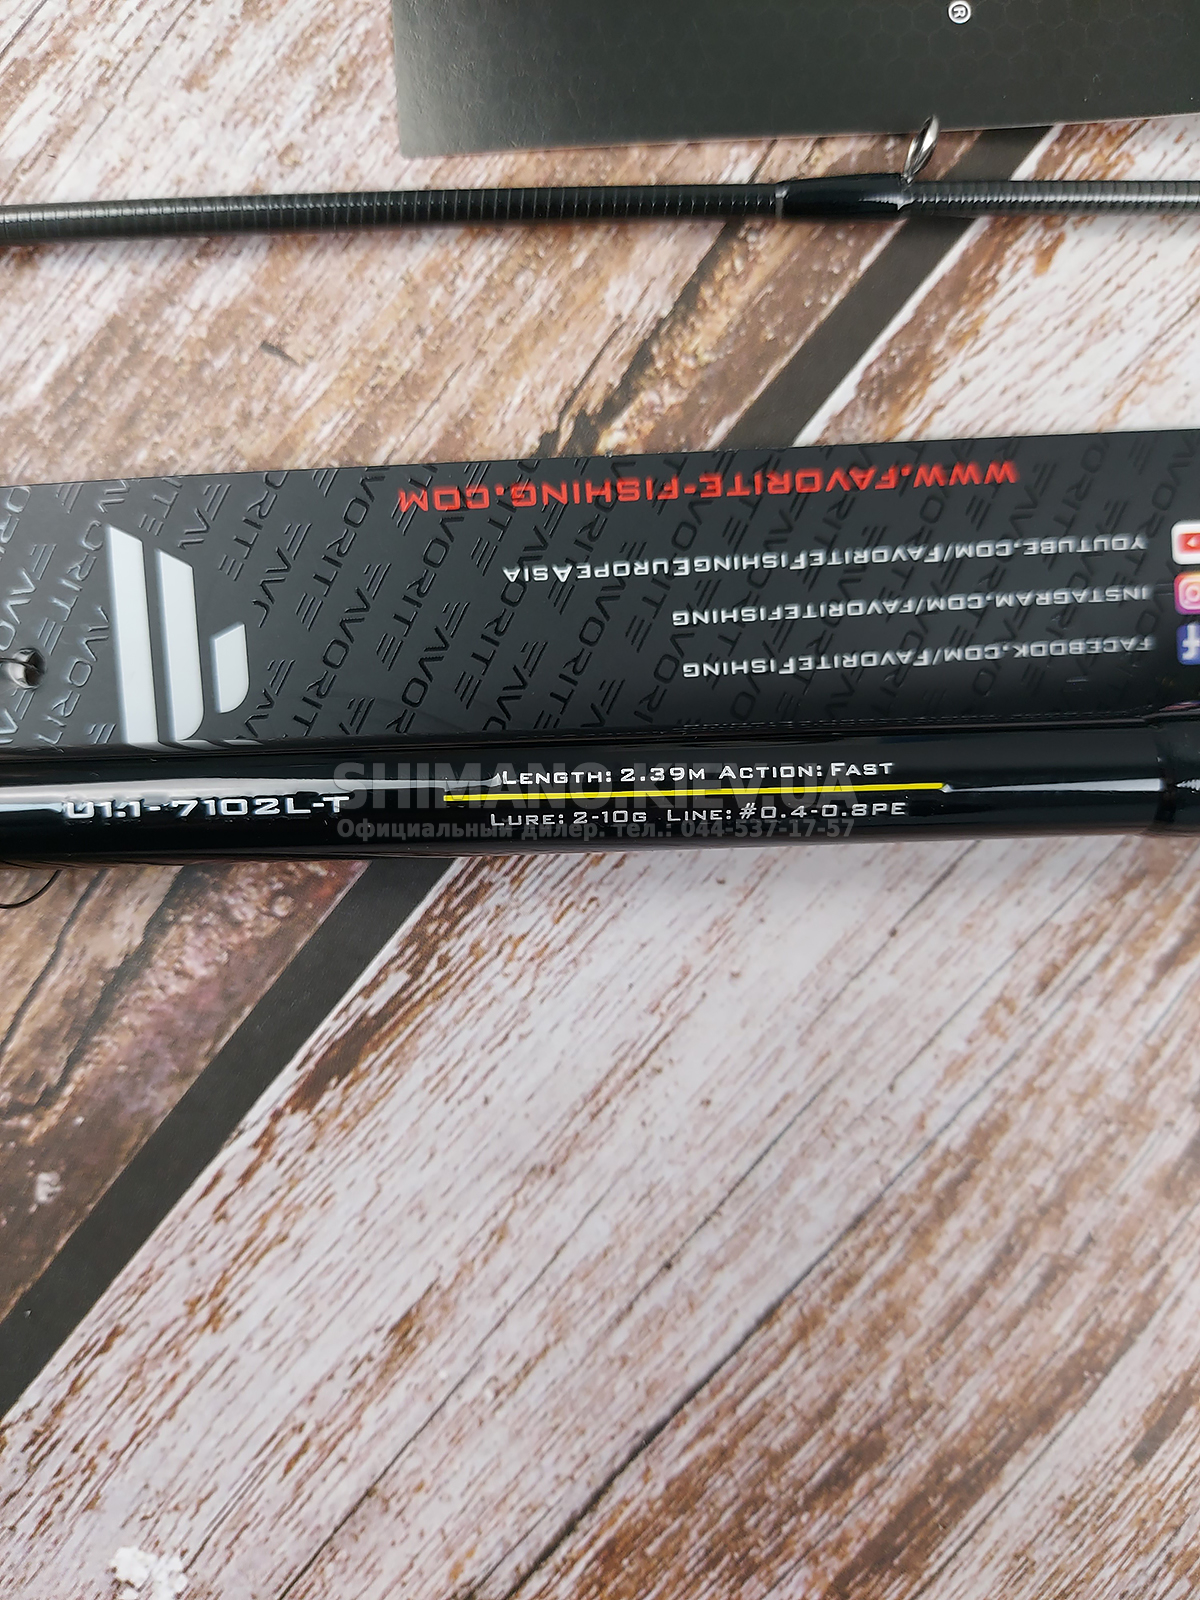 ®
WWW.FAVORITE-FISHING.COM
YOUTUBE.COM/FAVORITEFISHINGEUROPEASIA
INSTAGRAM.COM/FAVORITEFISHING
FACEBOOK.COM/FAVORITEFISHING
FAVORITE
SHIMANO.KIEV.UA
Официальный дилер. тел.: 044-537-17-57
U1.1-7102L-T
LENGTH: 2.39M ACTION: FAST
LURE: 2-10G LINE: #0.4-0.8PE